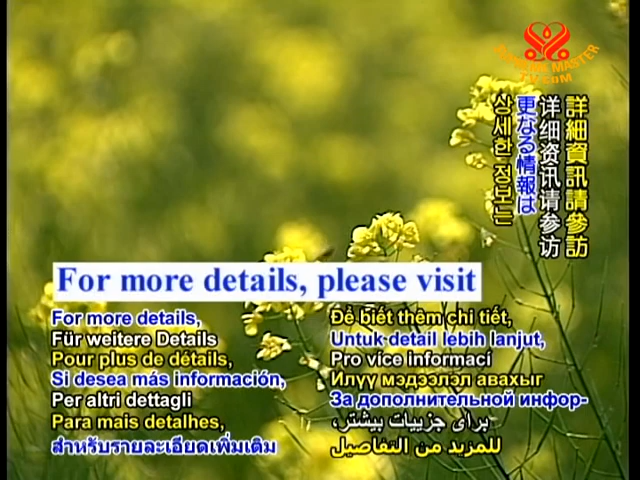 SUPREME MASTER
TV.COM
詳細資訊請參訪
详细资讯请参访
更なる情報は
상세한 정보는
For more details, please visit
For more details,
Für weitere Details
Pour plus de détails,
Si desea más información,
Per altri dettagli
Para mais detalhes,
สำหรับรายละเอียดเพิ่มเติม
Để biết thêm chi tiết,
Untuk detail lebih lanjut,
Pro více informací
Илүү мэдээлэл авахыг
За дополнительной инфор-
برای جزییات بیشتر،
للمزيد من التفاصيل